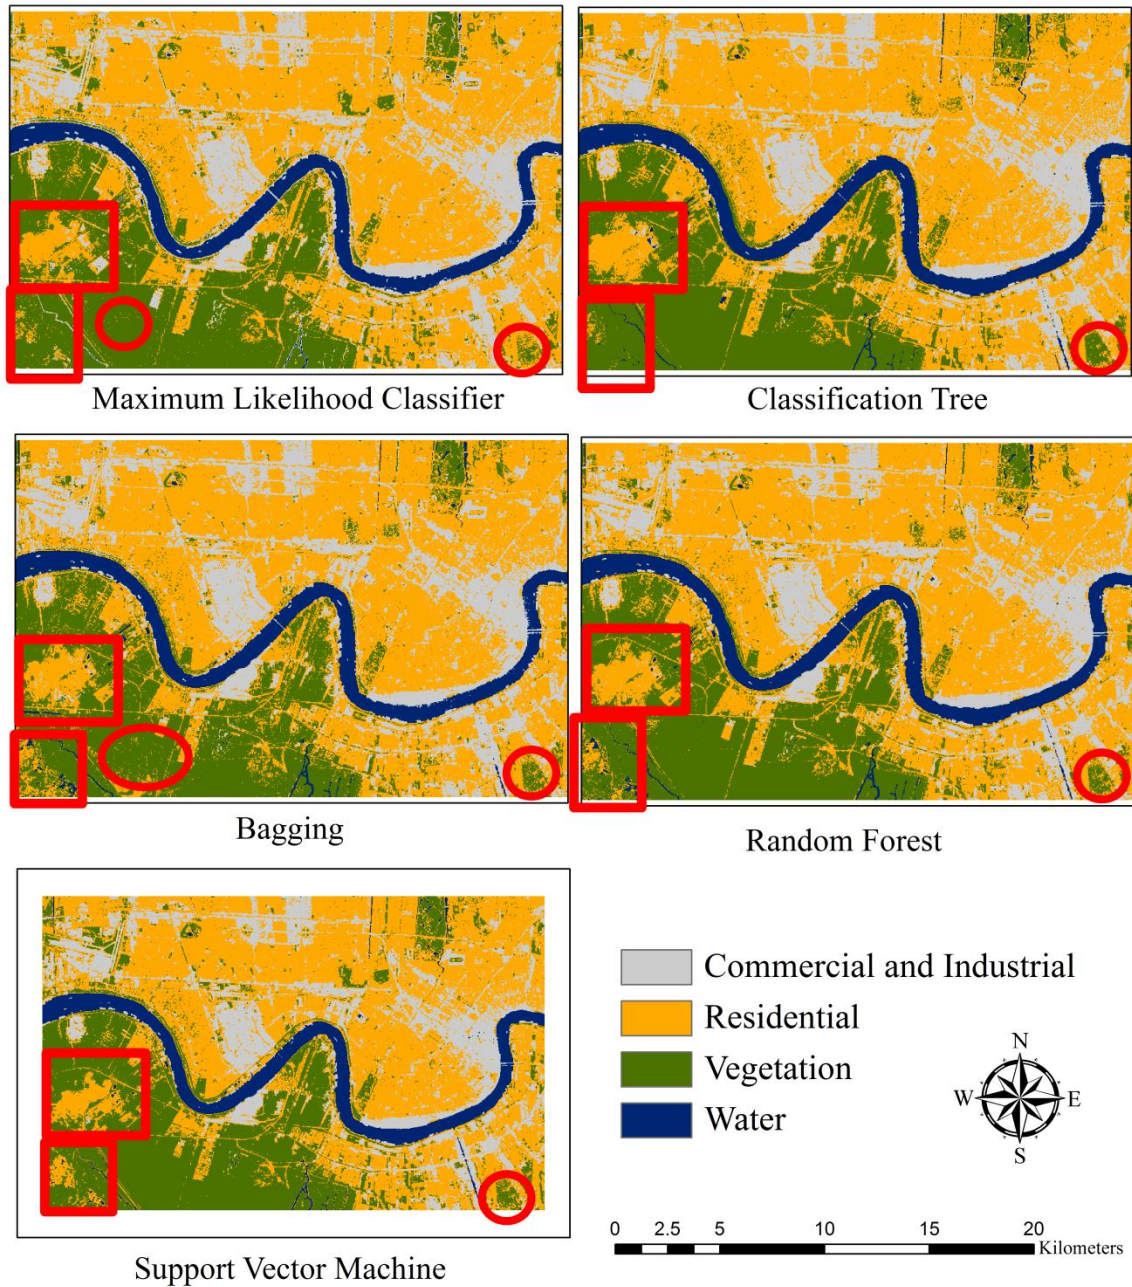 Maximum Likelihood Classifier
Classification Tree
Bagging
Random Forest
Support Vector Machine
Commercial and Industrial
Residential
Vegetation
Water
N
W E
S
0 2.5 5 10 15 20
Kilometers